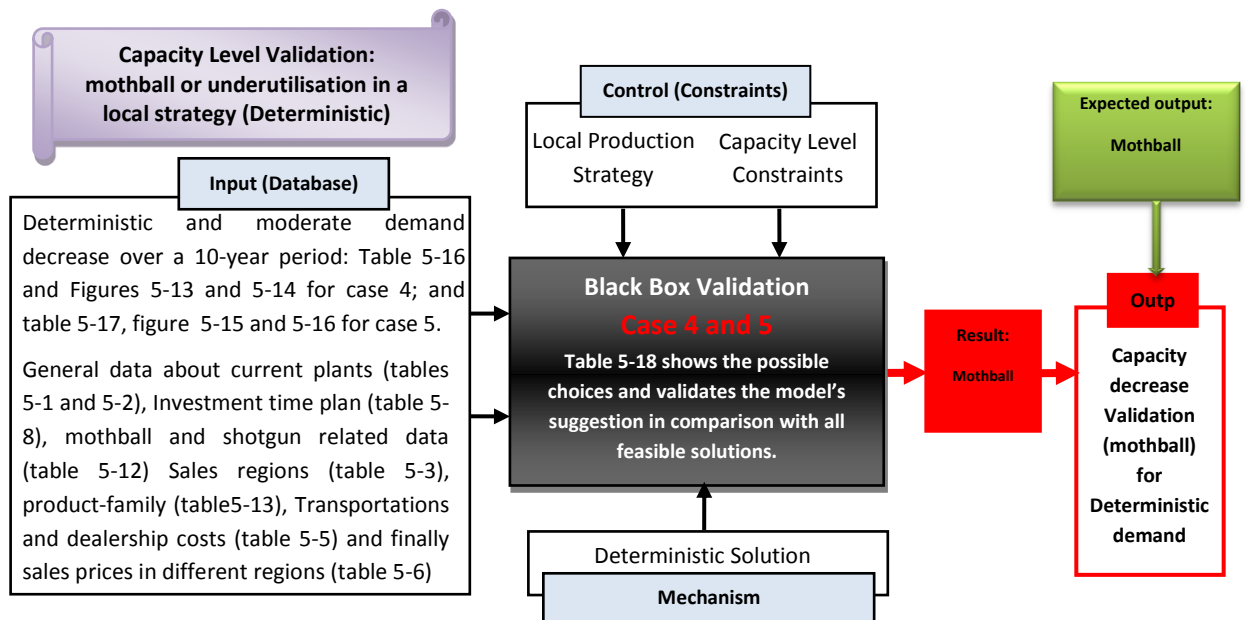 Capacity Level Validation:
mothball or underutilisation in a
local strategy (Deterministic)
Input (Database)
Deterministic and moderate demand
decrease over a 10-year period: Table 5-16
and Figures 5-13 and 5-14 for case 4; and
table 5-17, figure 5-15 and 5-16 for case 5.
General data about current plants (tables
5-1 and 5-2), Investment time plan (table 5-
8), mothball and shotgun related data
(table 5-12) Sales regions (table 5-3),
product-family (table5-13), Transportations
and dealership costs (table 5-5) and finally
sales prices in different regions (table 5-6)
Control (Constraints)
Local Production
Strategy
Capacity Level
Constraints
Black Box Validation
Case 4 and 5
Table 5-18 shows the possible
choices and validates the model's
suggestion in comparison with all
feasible solutions.
Deterministic Solution
Mechanism
Result:
Mothball
Expected output:
Mothball
Outp
Capacity
decrease
Validation
(mothball)
for
Deterministic
demand